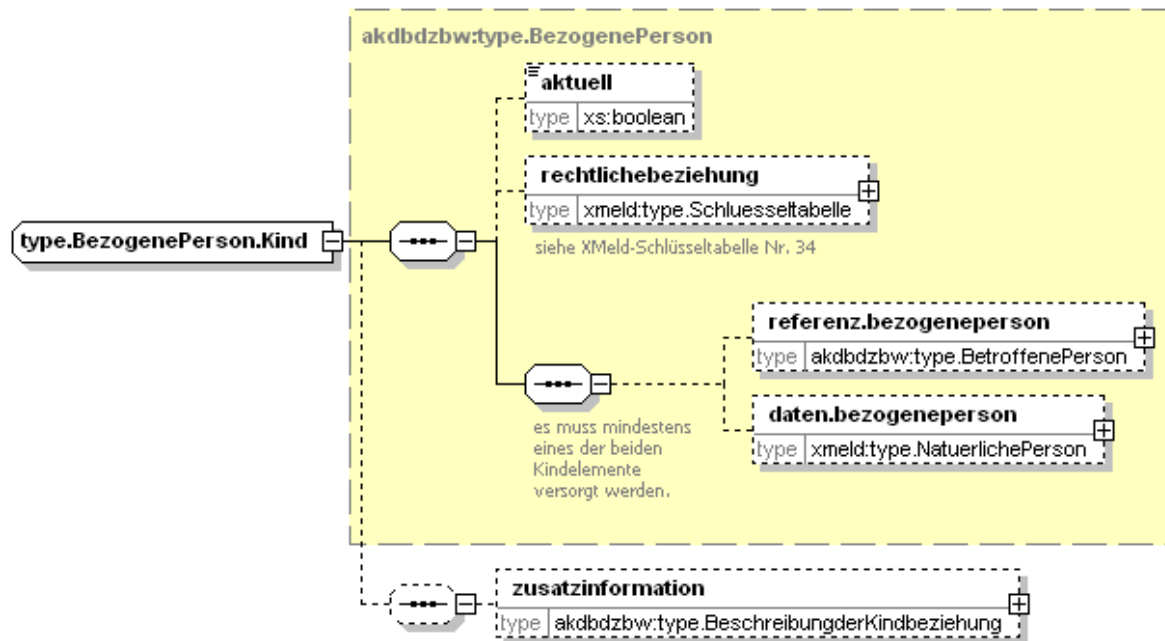 akdbdzbw:type.BezogenePerson
aktuell
type xs:boolean
rechtlichebeziehung
type xmeld:type.Schluesseltabelle
siehe XMeld-Schlüsseltabelle Nr. 34
type.BezogenePerson.Kind
referenz.bezogeneperson
type akdbdzbw:type.BetroffenePerson
daten.bezogeneperson
type xmeld:type.NatuerlichePerson
es muss mindestens
eines der beiden
Kindelemente
versorgt werden.
zusatzinformation
type akdbdzbw:type.BeschreibungderKindbeziehung